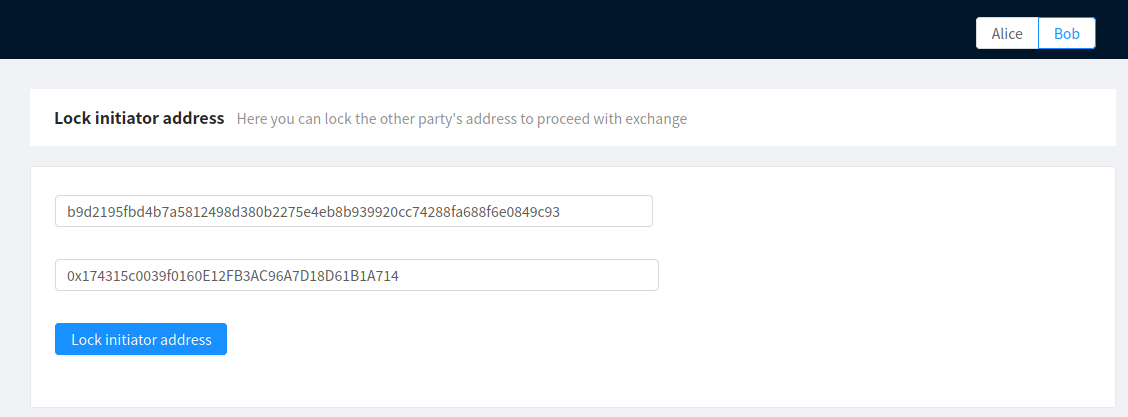 Alice Bob
Lock initiator address Here you can lock the other party's address to proceed with exchange
b9d2195fbd4b7a5812498d380b2275e4eb8b939920cc74288fa688f6e0849c93
0x174315c0039f0160E12FB3AC96A7D18D61B1A714
Lock initiator address